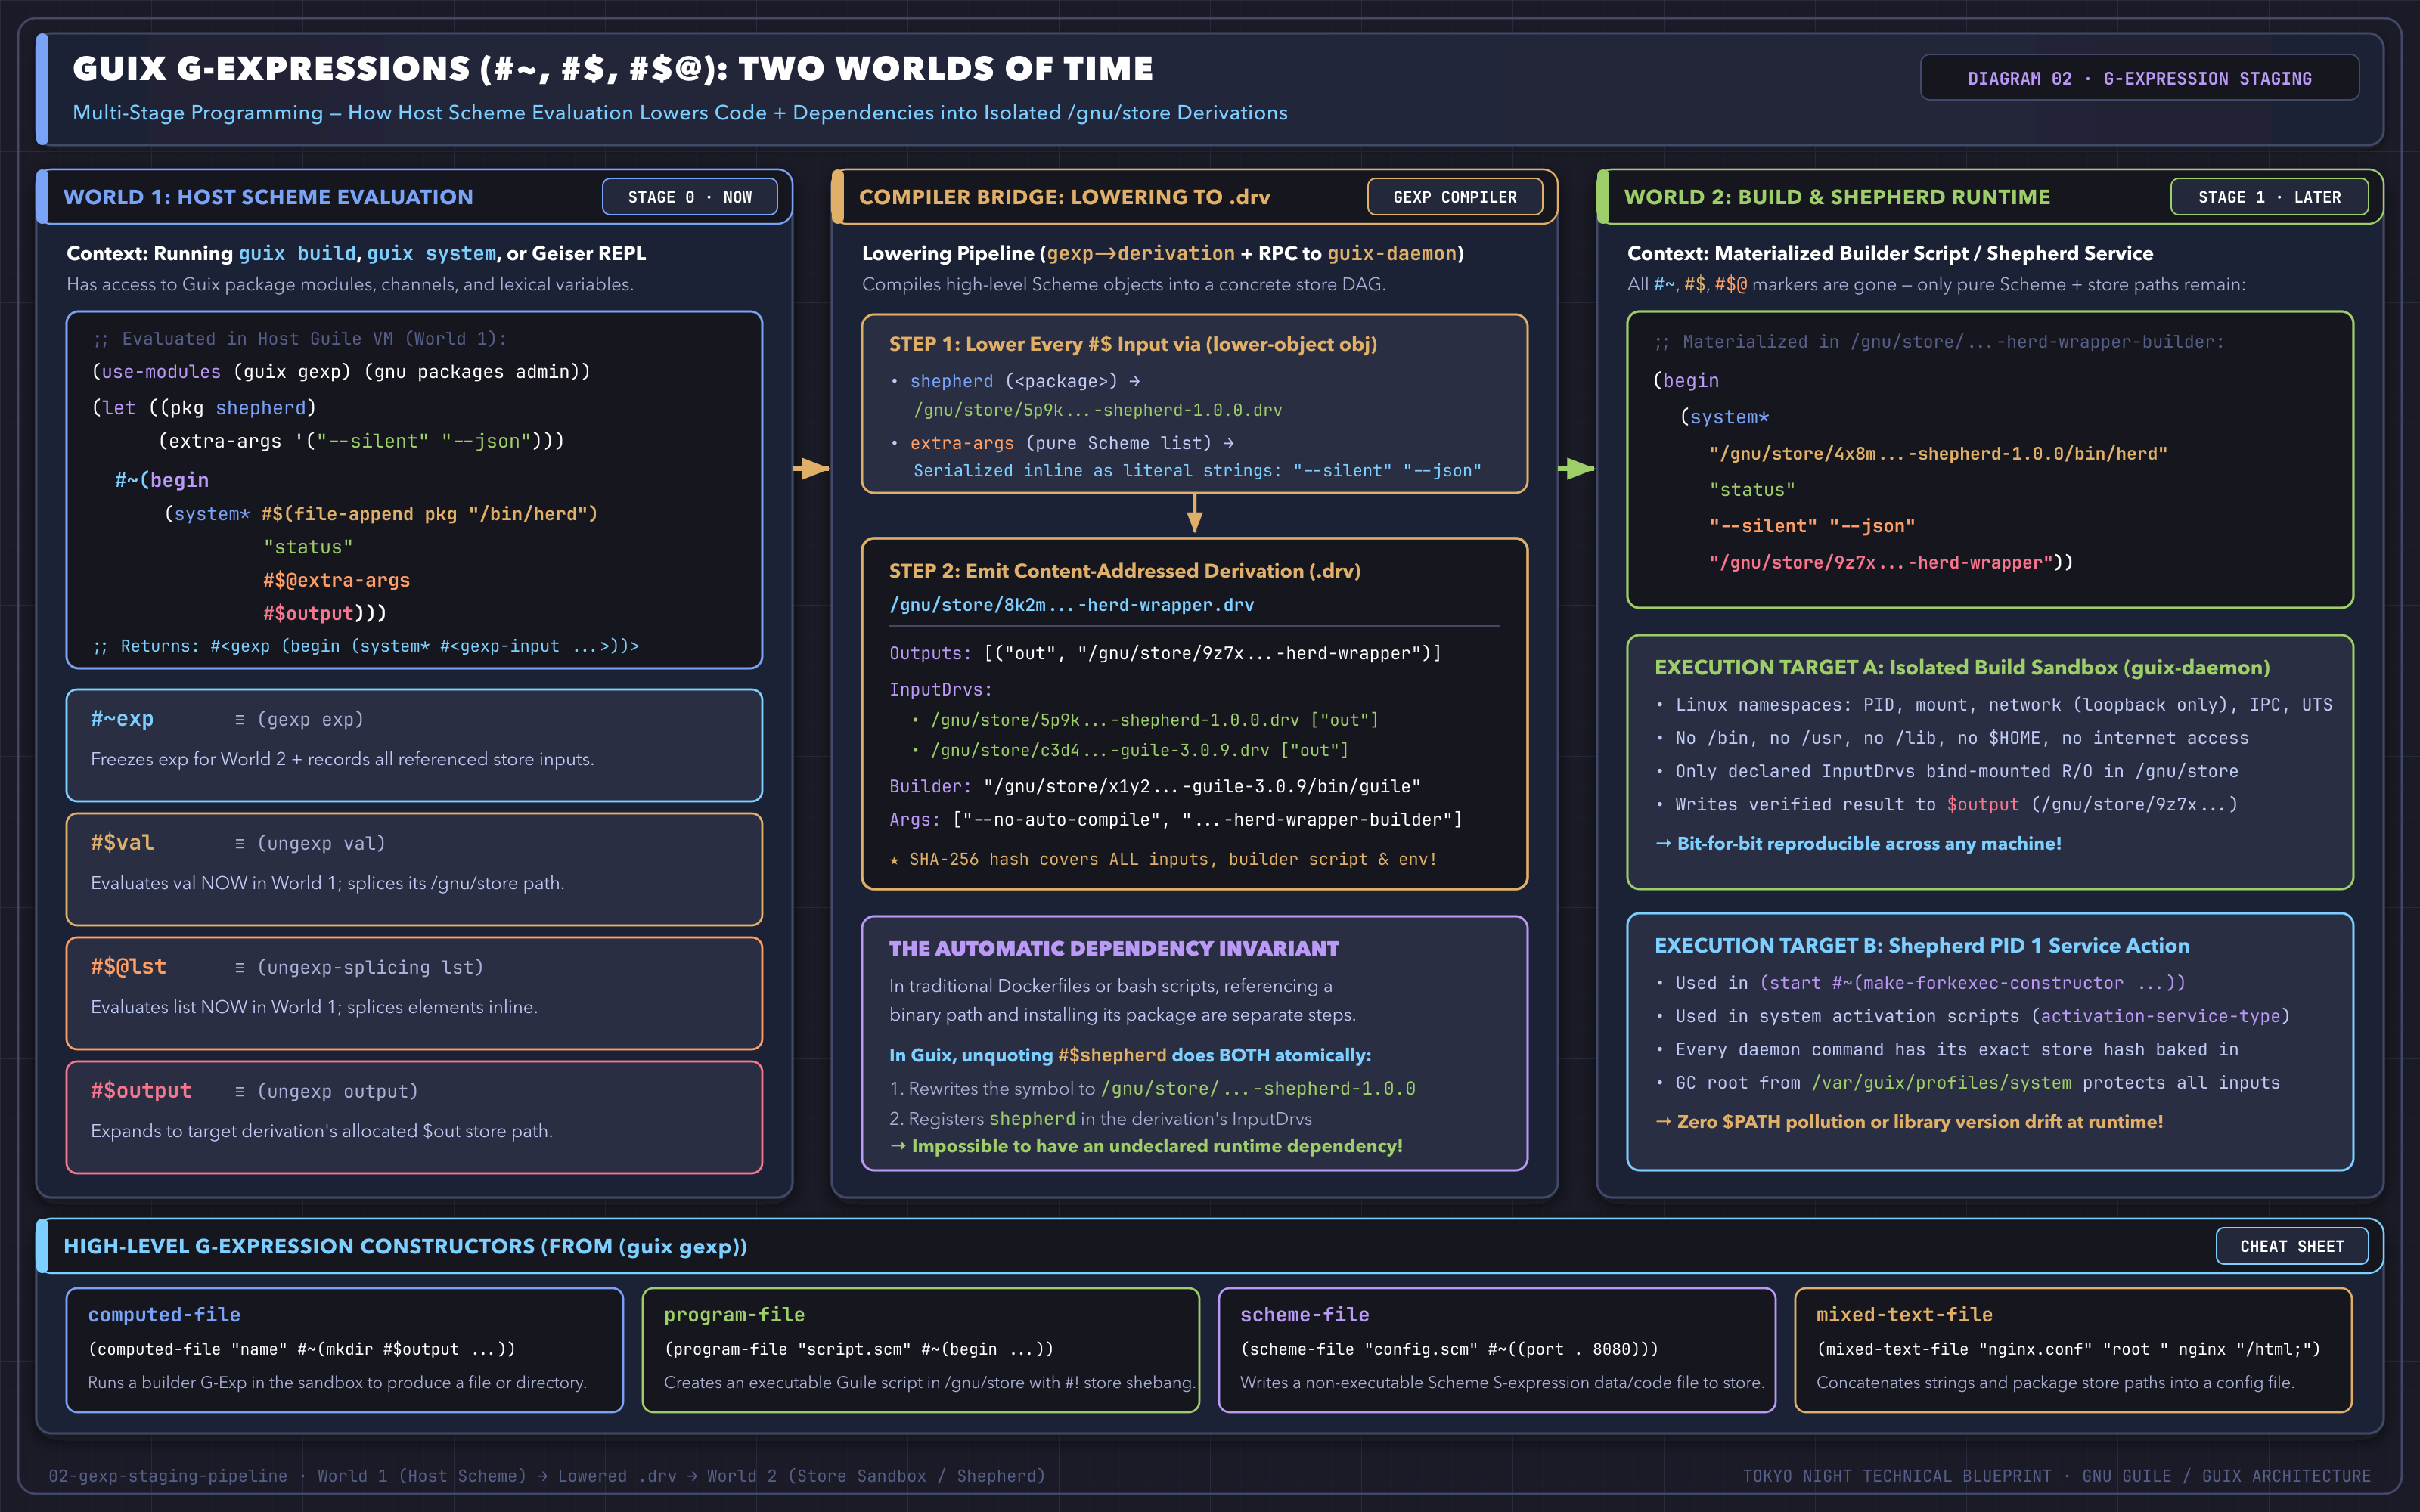 GUIX G-EXPRESSIONS (#~, #$, #$@): TWO WORLDS OF TIME
Multi-Stage Programming — How Host Scheme Evaluation Lowers Code + Dependencies into Isolated /gnu/store Derivations
DIAGRAM 02 · G-EXPRESSION STAGING
WORLD 1: HOST SCHEME EVALUATION
STAGE 0 · NOW
Context: Running guix build, guix system, or Geiser REPL
Has access to Guix package modules, channels, and lexical variables.
;; Evaluated in Host Guile VM (World 1):
(use-modules (guix gexp) (gnu packages admin))
(let ((pkg shepherd)
(extra-args '("--silent" "--json")))
#~(begin
(system* #$(file-append pkg "/bin/herd")
"status"
#$@extra-args
#$output)))
;; Returns: #<gexp (begin (system* #<gexp-input ...>))>
#~exp ≡ (gexp exp)
Freezes exp for World 2 + records all referenced store inputs.
#$val ≡ (ungexp val)
Evaluates val NOW in World 1; splices its /gnu/store path.
#$@lst ≡ (ungexp-splicing lst)
Evaluates list NOW in World 1; splices elements inline.
#$output ≡ (ungexp output)
Expands to target derivation's allocated $out store path.
COMPILER BRIDGE: LOWERING TO .drv
GEXP COMPILER
Lowering Pipeline (gexp->derivation + RPC to guix-daemon)
Compiles high-level Scheme objects into a concrete store DAG.
STEP 1: Lower Every #$ Input via (lower-object obj)
• shepherd (<package>) →
/gnu/store/5p9k...-shepherd-1.0.0.drv
• extra-args (pure Scheme list) →
Serialized inline as literal strings: "--silent" "--json"
STEP 2: Emit Content-Addressed Derivation (.drv)
/gnu/store/8k2m...-herd-wrapper.drv
Outputs: [("out", "/gnu/store/9z7x...-herd-wrapper")]
InputDrvs:
• /gnu/store/5p9k...-shepherd-1.0.0.drv ["out"]
• /gnu/store/c3d4...-guile-3.0.9.drv ["out"]
Builder: "/gnu/store/x1y2...-guile-3.0.9/bin/guile"
Args: ["--no-auto-compile", "...-herd-wrapper-builder"]
★ SHA-256 hash covers ALL inputs, builder script & env!
THE AUTOMATIC DEPENDENCY INVARIANT
In traditional Dockerfiles or bash scripts, referencing a
binary path and installing its package are separate steps.
In Guix, unquoting #$shepherd does BOTH atomically:
1. Rewrites the symbol to /gnu/store/...-shepherd-1.0.0
2. Registers shepherd in the derivation's InputDrvs
→ Impossible to have an undeclared runtime dependency!
WORLD 2: BUILD & SHEPHERD RUNTIME
STAGE 1 · LATER
Context: Materialized Builder Script / Shepherd Service
All #~, #$, #$@ markers are gone — only pure Scheme + store paths remain:
;; Materialized in /gnu/store/...-herd-wrapper-builder:
(begin
(system*
"/gnu/store/4x8m...-shepherd-1.0.0/bin/herd"
"status"
"--silent" "--json"
"/gnu/store/9z7x...-herd-wrapper"))
EXECUTION TARGET A: Isolated Build Sandbox (guix-daemon)
• Linux namespaces: PID, mount, network (loopback only), IPC, UTS
• No /bin, no /usr, no /lib, no $HOME, no internet access
• Only declared InputDrvs bind-mounted R/O in /gnu/store
• Writes verified result to $output (/gnu/store/9z7x...)
→ Bit-for-bit reproducible across any machine!
EXECUTION TARGET B: Shepherd PID 1 Service Action
• Used in (start #~(make-forkexec-constructor ...))
• Used in system activation scripts (activation-service-type)
• Every daemon command has its exact store hash baked in
• GC root from /var/guix/profiles/system protects all inputs
→ Zero $PATH pollution or library version drift at runtime!
HIGH-LEVEL G-EXPRESSION CONSTRUCTORS (FROM (guix gexp))
CHEAT SHEET
computed-file
(computed-file "name" #~(mkdir #$output ...))
Runs a builder G-Exp in the sandbox to produce a file or directory.
program-file
(program-file "script.scm" #~(begin ...))
Creates an executable Guile script in /gnu/store with #! store shebang.
scheme-file
(scheme-file "config.scm" #~((port . 8080)))
Writes a non-executable Scheme S-expression data/code file to store.
mixed-text-file
(mixed-text-file "nginx.conf" "root " nginx "/html;")
Concatenates strings and package store paths into a config file.
02-gexp-staging-pipeline · World 1 (Host Scheme) → Lowered .drv → World 2 (Store Sandbox / Shepherd)
TOKYO NIGHT TECHNICAL BLUEPRINT · GNU GUILE / GUIX ARCHITECTURE